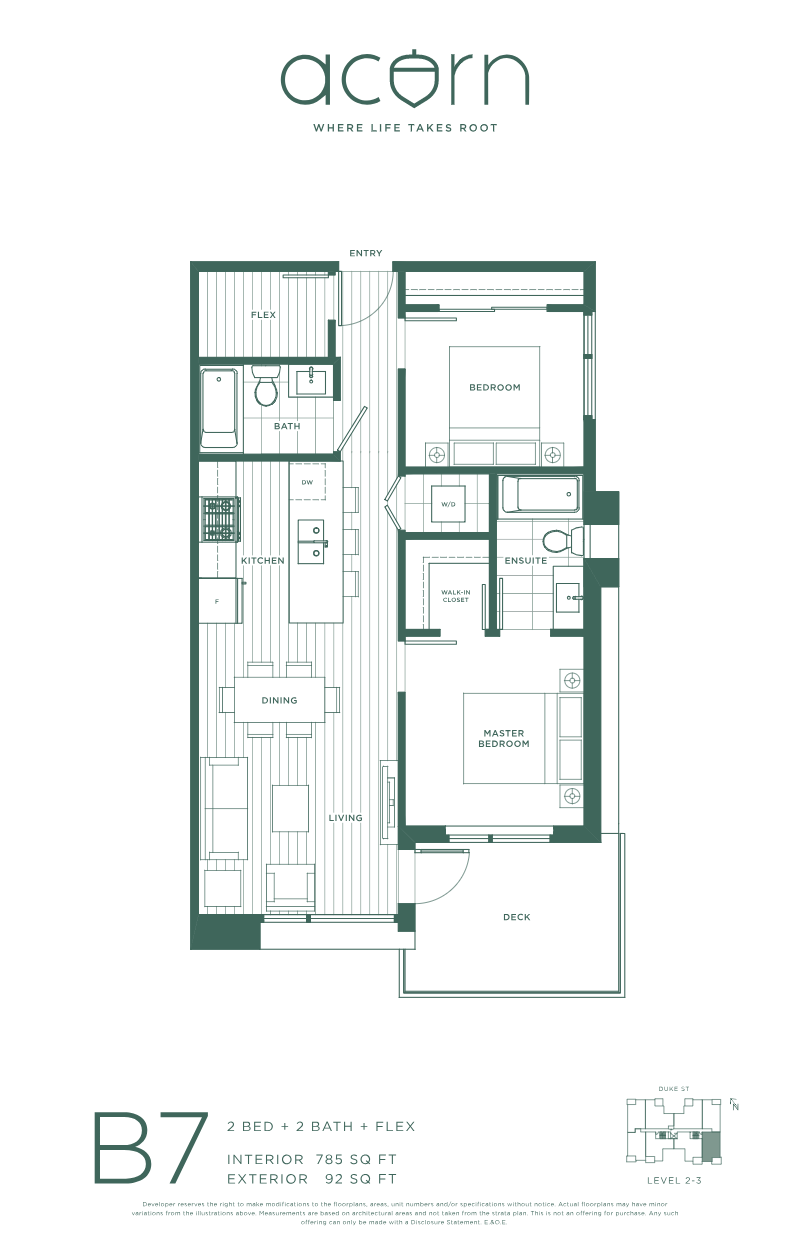 acorn
WHERE LIFE TAKES ROOT
ENTRY
FLEX
BEDROOM
BATH
DW
W/D
KITCHEN
ENSUITE
F
WALK-IN
CLOSET
DINING
MASTER
BEDROOM
LIVING
DECK
B7
2 BED + 2 BATH + FLEX
INTERIOR 785 SQ FT
EXTERIOR 92 SQ FT
DUKE ST
N
LEVEL 2-3
Developer reserves the right to make modifications to the floorplans, areas, unit numbers and/or specifications without notice. Actual floorplans may have minor
variations from the illustrations above. Measurements are based on architectural areas and not taken from the strata plan. This is not an offering for purchase. Any such
offering can only be made with a Disclosure Statement. E.&O.E.